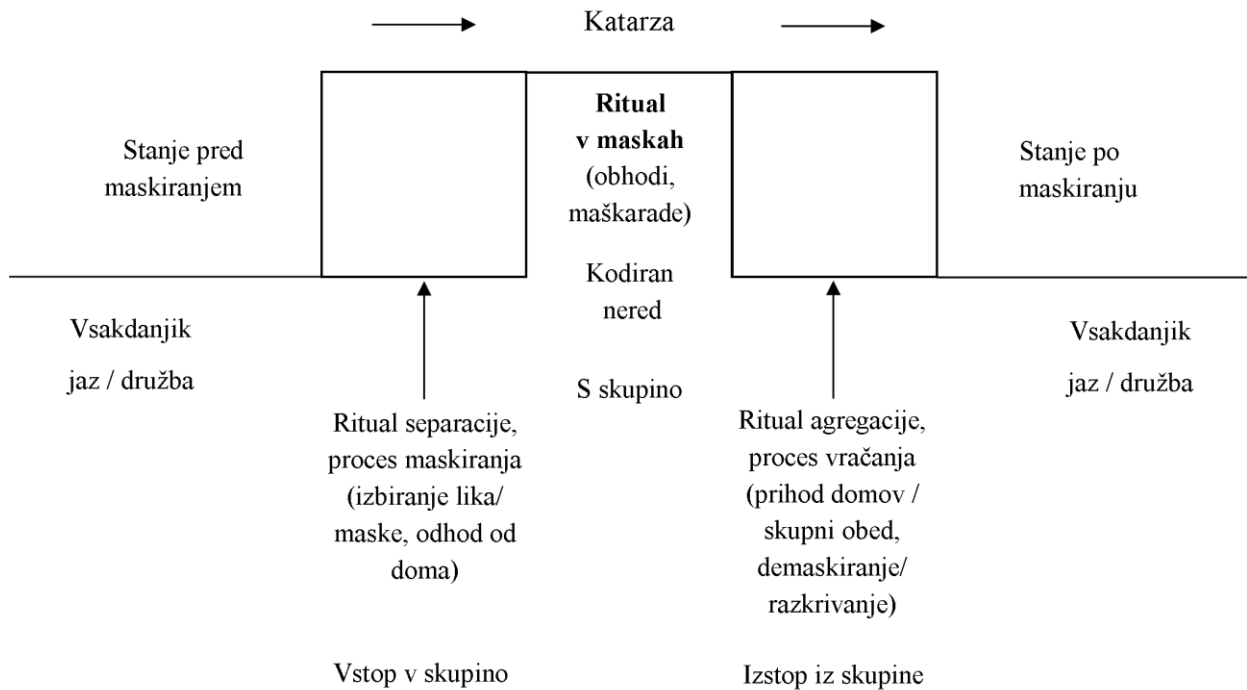 Katarza
Stanje pred
maskiranjem
Ritual
v maskah
(obhodi,
maškarade)
Stanje po
maskiranju
Kodiran
nered
Vsakdanjik
jaz / družba
S skupino
Vsakdanjik
jaz / družba
Ritual separacije,
proces maskiranja
(izbiranje lika/
maske, odhod od
doma)
Ritual agregacije,
proces vračanja
(prihod domov /
skupni obed,
demaskiranje/
razkrivanje)
Vstop v skupino
Izstop iz skupine